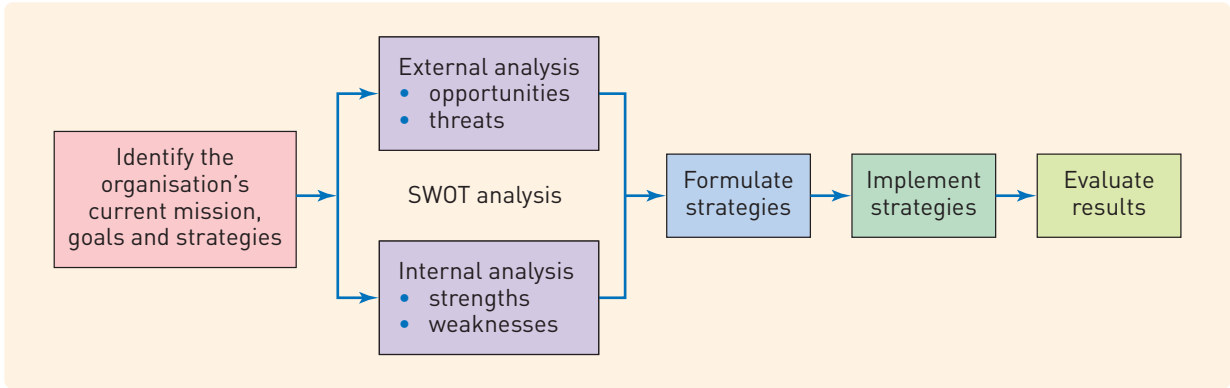 Identify the
organisation’s
current mission,
goals and strategies
External analysis
• opportunities
• threats
SWOT analysis
Internal analysis
• strengths
• weaknesses
Formulate
strategies
Implement
strategies
Evaluate
results